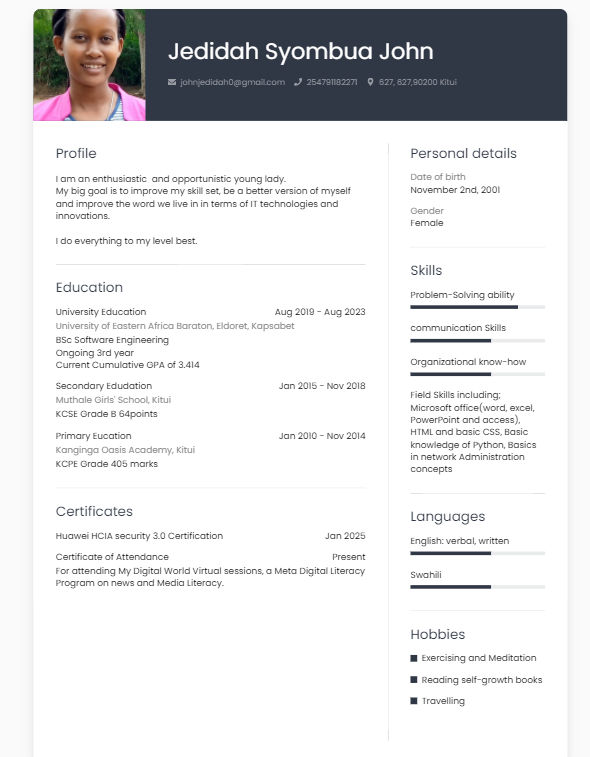 Jedidah Syombua John
johnjedidah0@gmail.com 254791182271 627, 627,90200 Kitui
Profile
I am an enthusiastic and opportunistic young lady.
My big goal is to improve my skill set, be a better version of myself
and improve the word we live in in terms of IT technologies and
innovations.
I do everything to my level best.
Education
University Education Aug 2019 - Aug 2023
University of Eastern Africa Baraton, Eldoret, Kapsabet
BSc Software Engineering
Ongoing 3rd year
Current Cumulative GPA of 3.414
Secondary Edudation Jan 2015 - Nov 2018
Muthale Girls' School, Kitui
KCSE Grade B 64points
Primary Eucation Jan 2010 - Nov 2014
Kanginga Oasis Academy, Kitui
KCPE Grade 405 marks
Certificates
Huawei HCIA security 3.0 Certification Jan 2025
Certificate of Attendance Present
For attending My Digital World Virtual sessions, a Meta Digital Literacy
Program on news and Media Literacy.
Personal details
Date of birth
November 2nd, 2001
Gender
Female
Skills
Problem-Solving ability
communication Skills
Organizational know-how
Field Skills including;
Microsoft office(word, excel,
PowerPoint and access),
HTML and basic CSS, Basic
knowledge of Python, Basics
in network Administration
concepts
Languages
English: verbal, written
Swahili
Hobbies
Exercising and Meditation
Reading self-growth books
Travelling